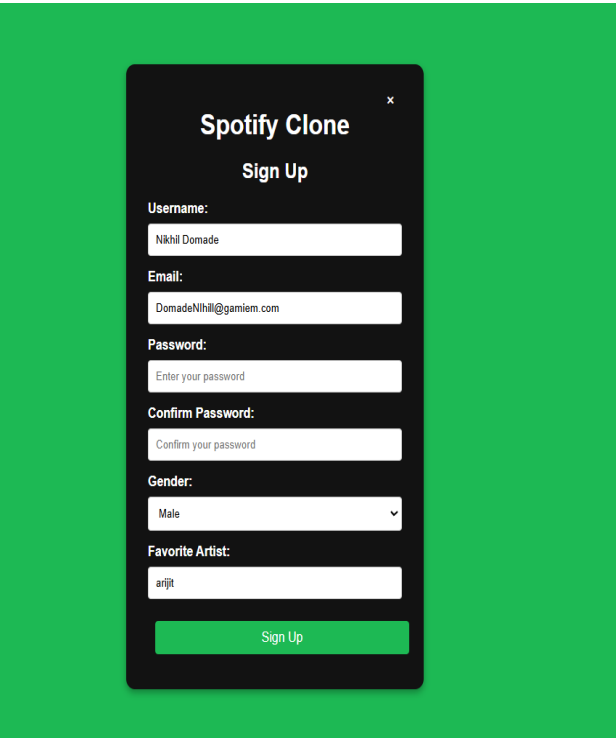 ×
Spotify Clone
Sign Up
Username:
Nikhil Domade
Email:
DomadeNIhill@gamiem.com
Password:
Enter your password
Confirm Password:
Confirm your password
Gender:
Male
Favorite Artist:
arijit
Sign Up